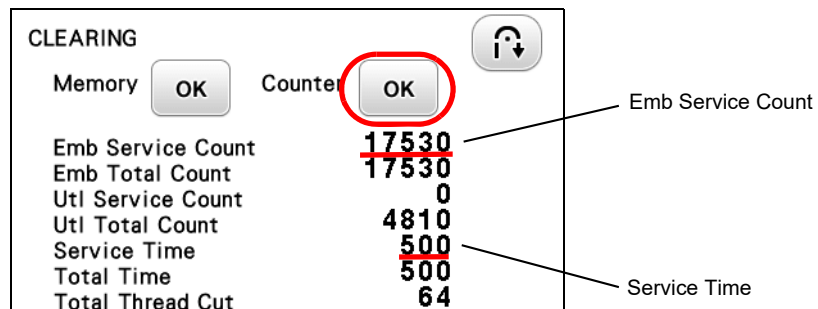 CLEARING
Memory OK Counter OK
Emb Service Count 17530
Emb Total Count 17530
Utl Service Count 0
Utl Total Count 4810
Service Time 500
Total Time 500
Total Thread Cut 64
Emb Service Count
Service Time